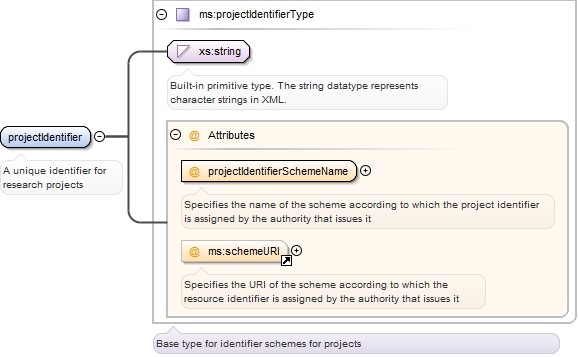 ms:projectIdentifierType
xs:string
Built-in primitive type. The string datatype represents
character strings in XML.
projectIdentifier
A unique identifier for
research projects
@ Attributes
@ projectIdentifierSchemeName
Specifies the name of the scheme according to which the project identifier
is assigned by the authority that issues it
@ ms:schemeURI
Specifies the URI of the scheme according to which the
resource identifier is assigned by the authority that issues it
Base type for identifier schemes for projects